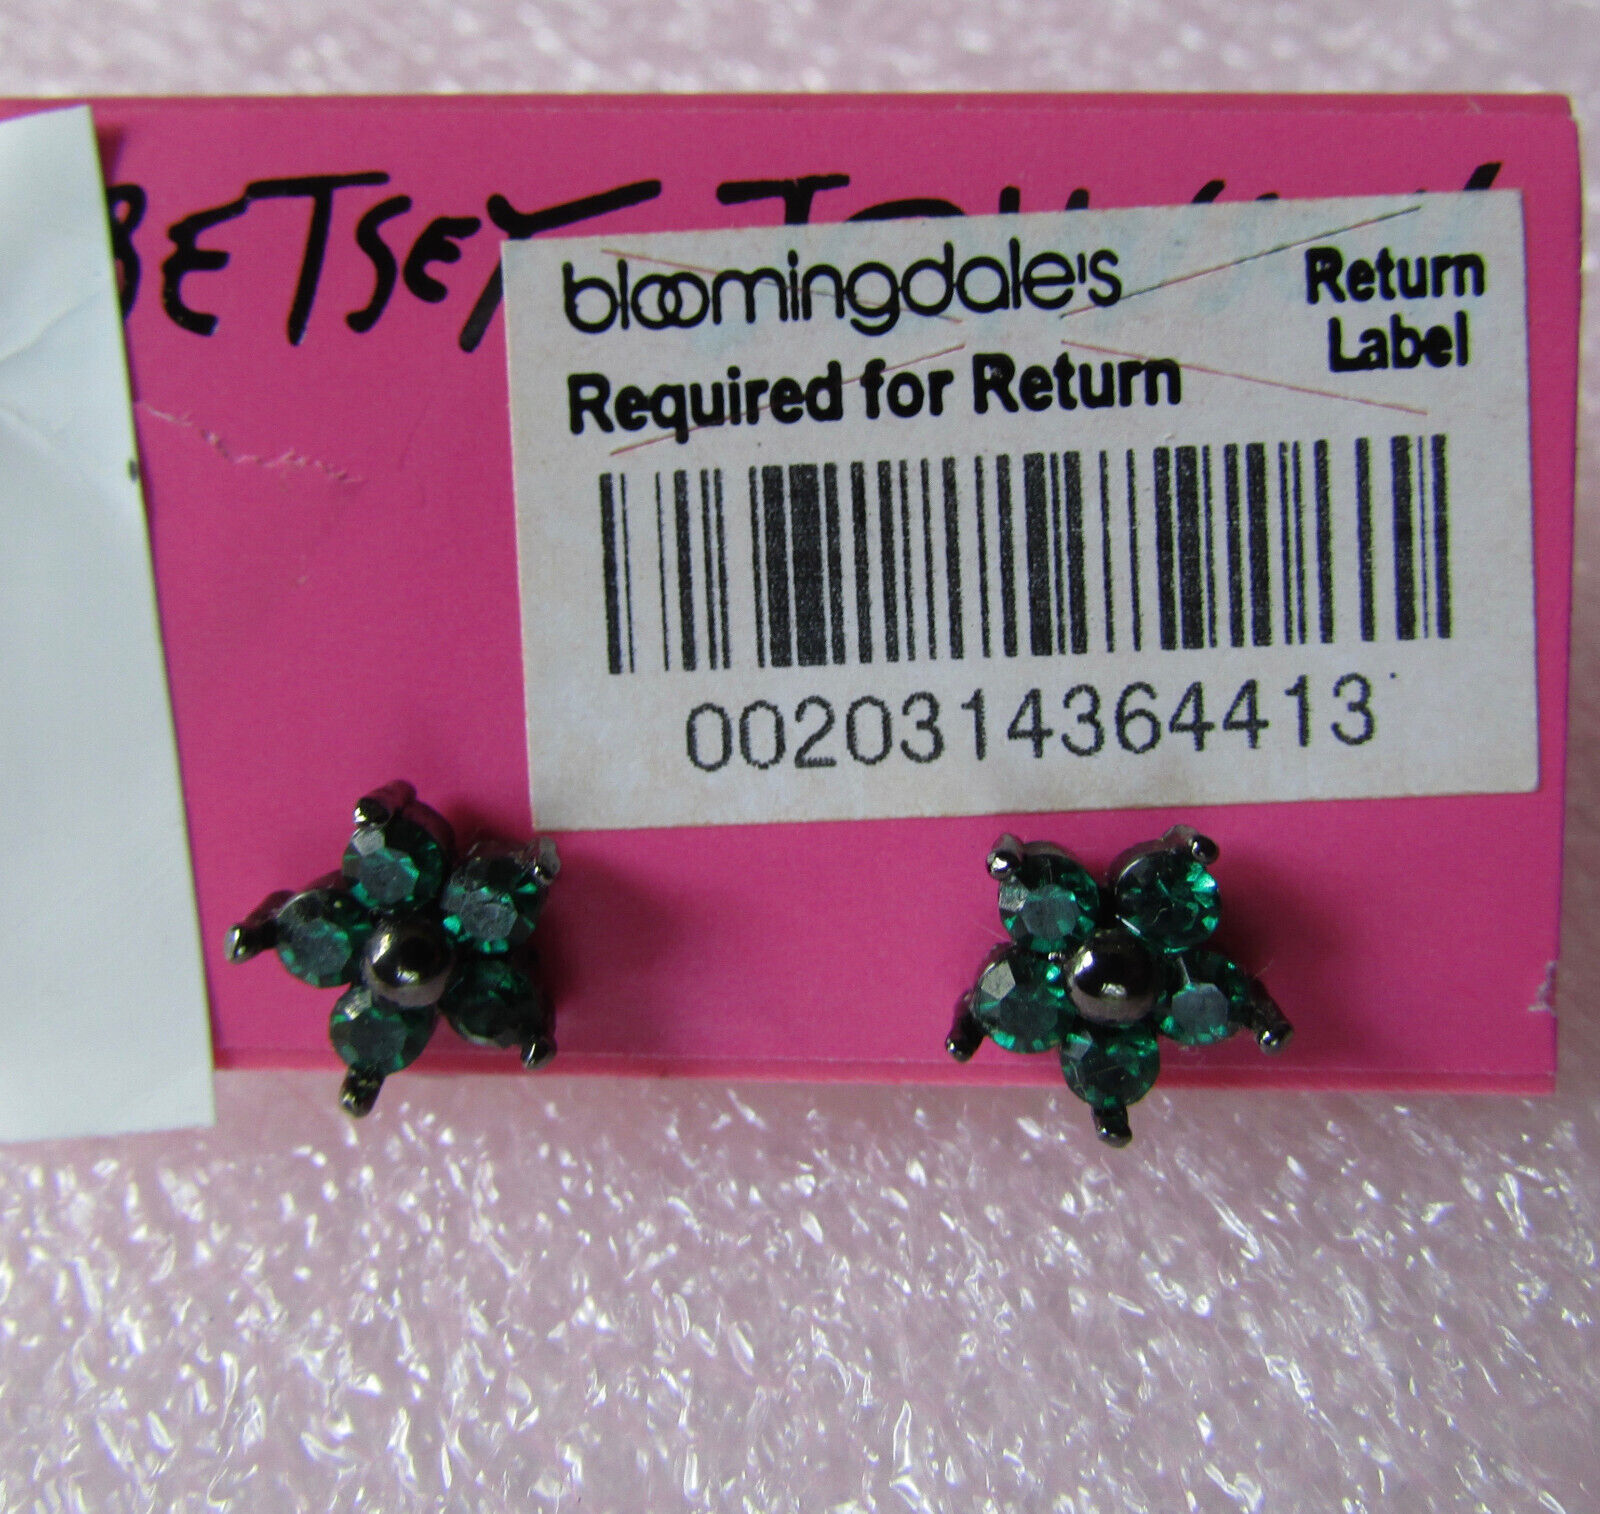 BETSEY
bloomingdale's
Return
Label
Required for Return
0020314364413